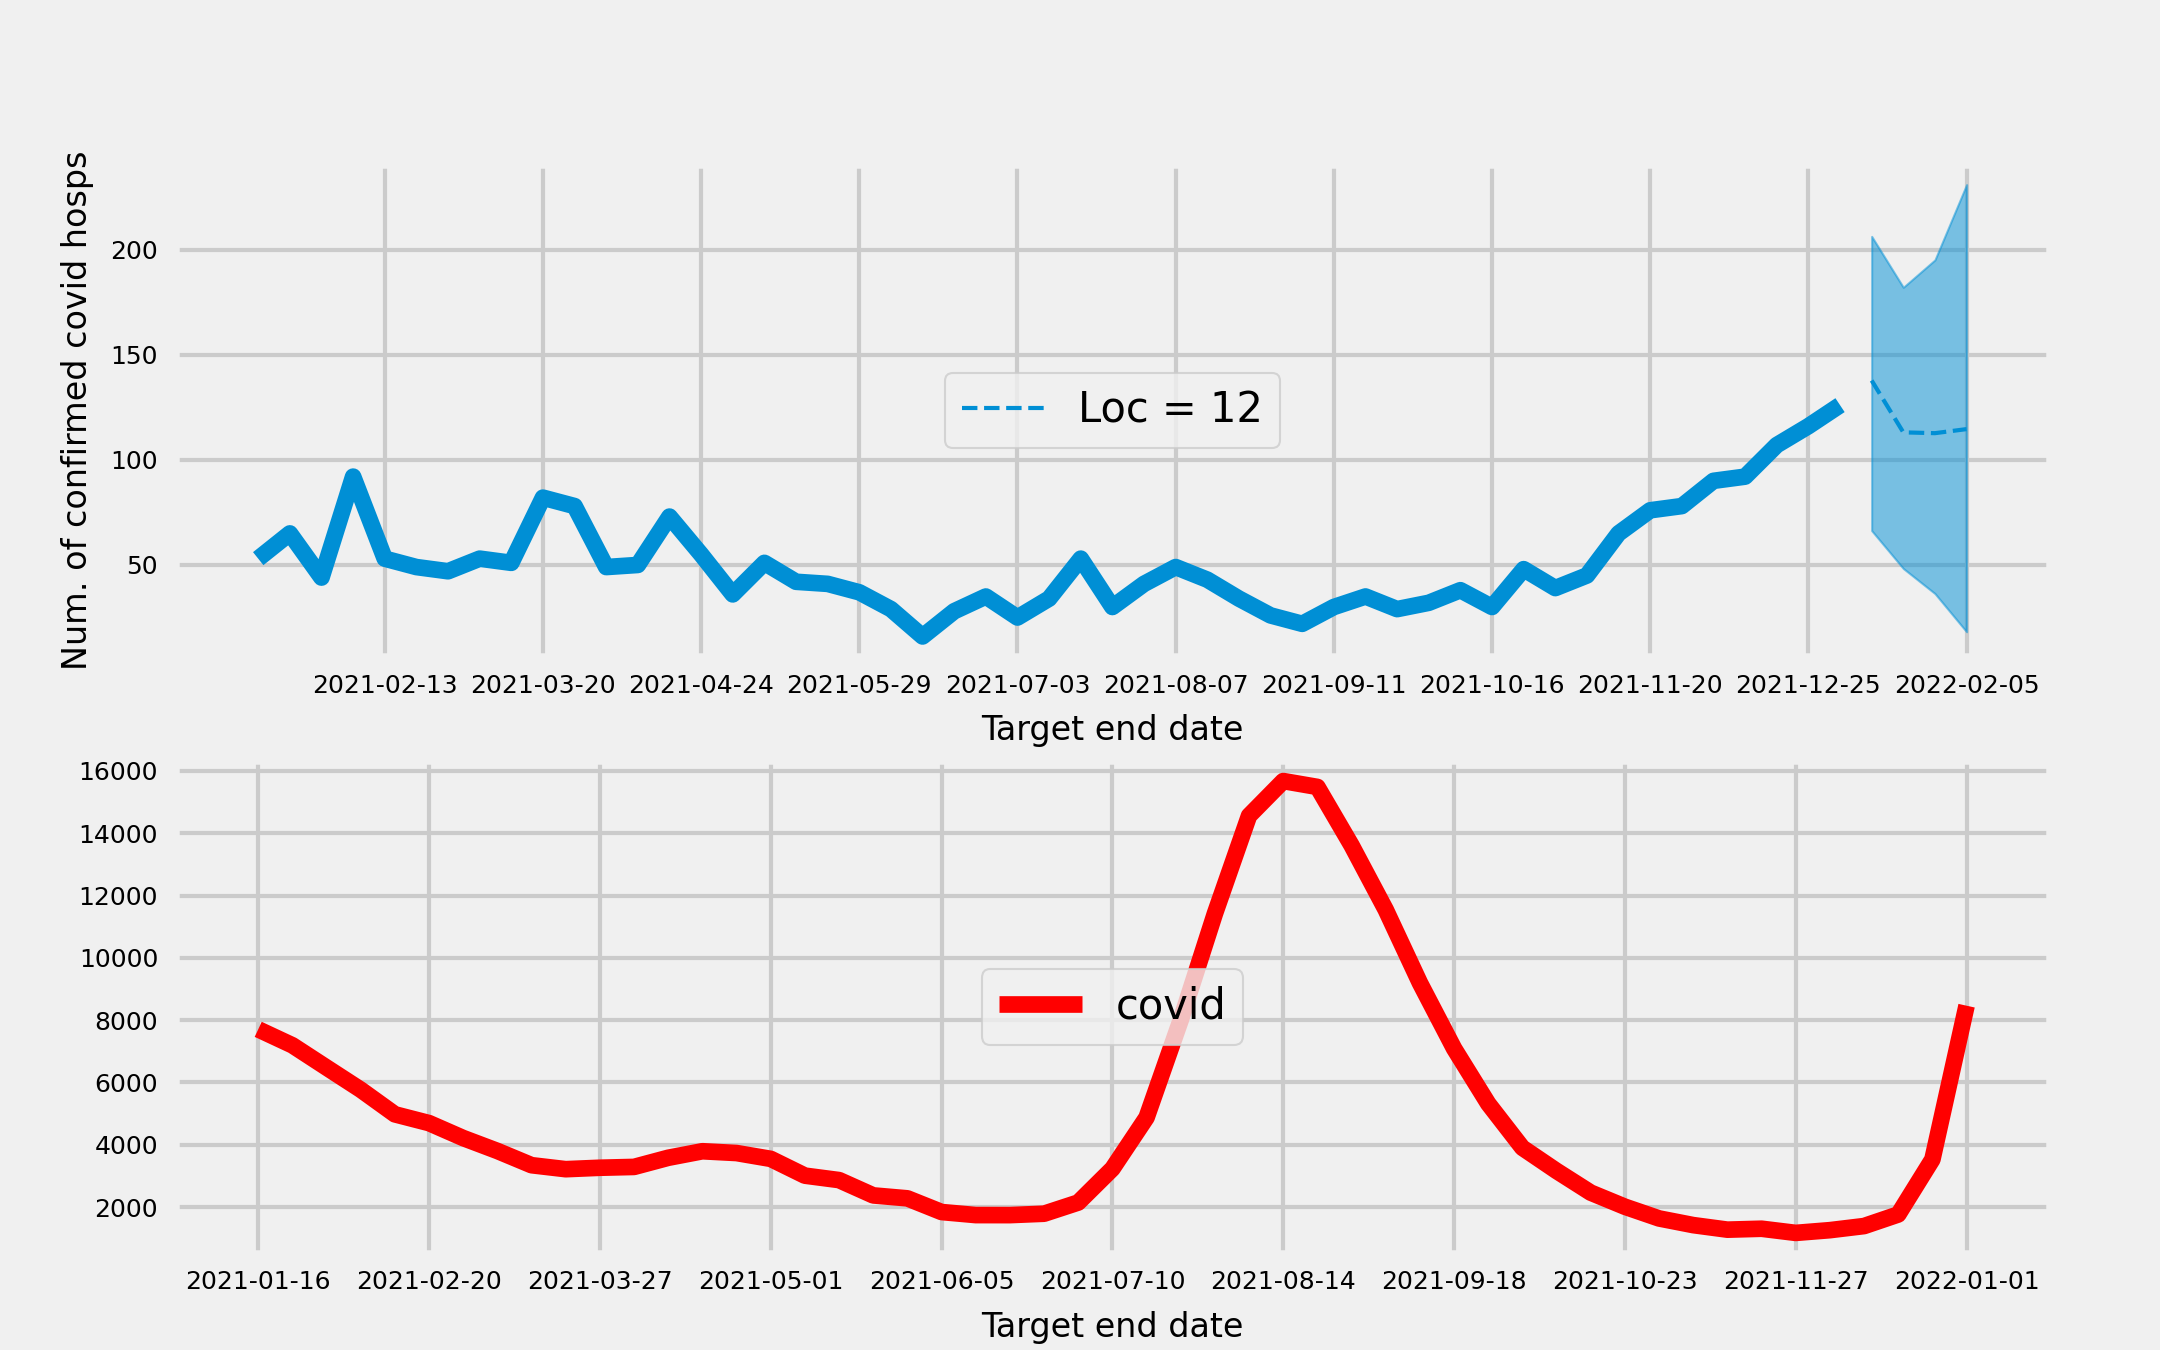 Num. of confirmed covid hosps
200
150
100
50
Loc = 12
2021-02-13 2021-03-20 2021-04-24 2021-05-29 2021-07-03 2021-08-07 2021-09-11 2021-10-16 2021-11-20 2021-12-25 2022-02-05
Target end date
16000
14000
12000
10000
8000
6000
4000
2000
covid
2021-01-16 2021-02-20 2021-03-27 2021-05-01 2021-06-05 2021-07-10 2021-08-14 2021-09-18 2021-10-23 2021-11-27 2022-01-01
Target end date